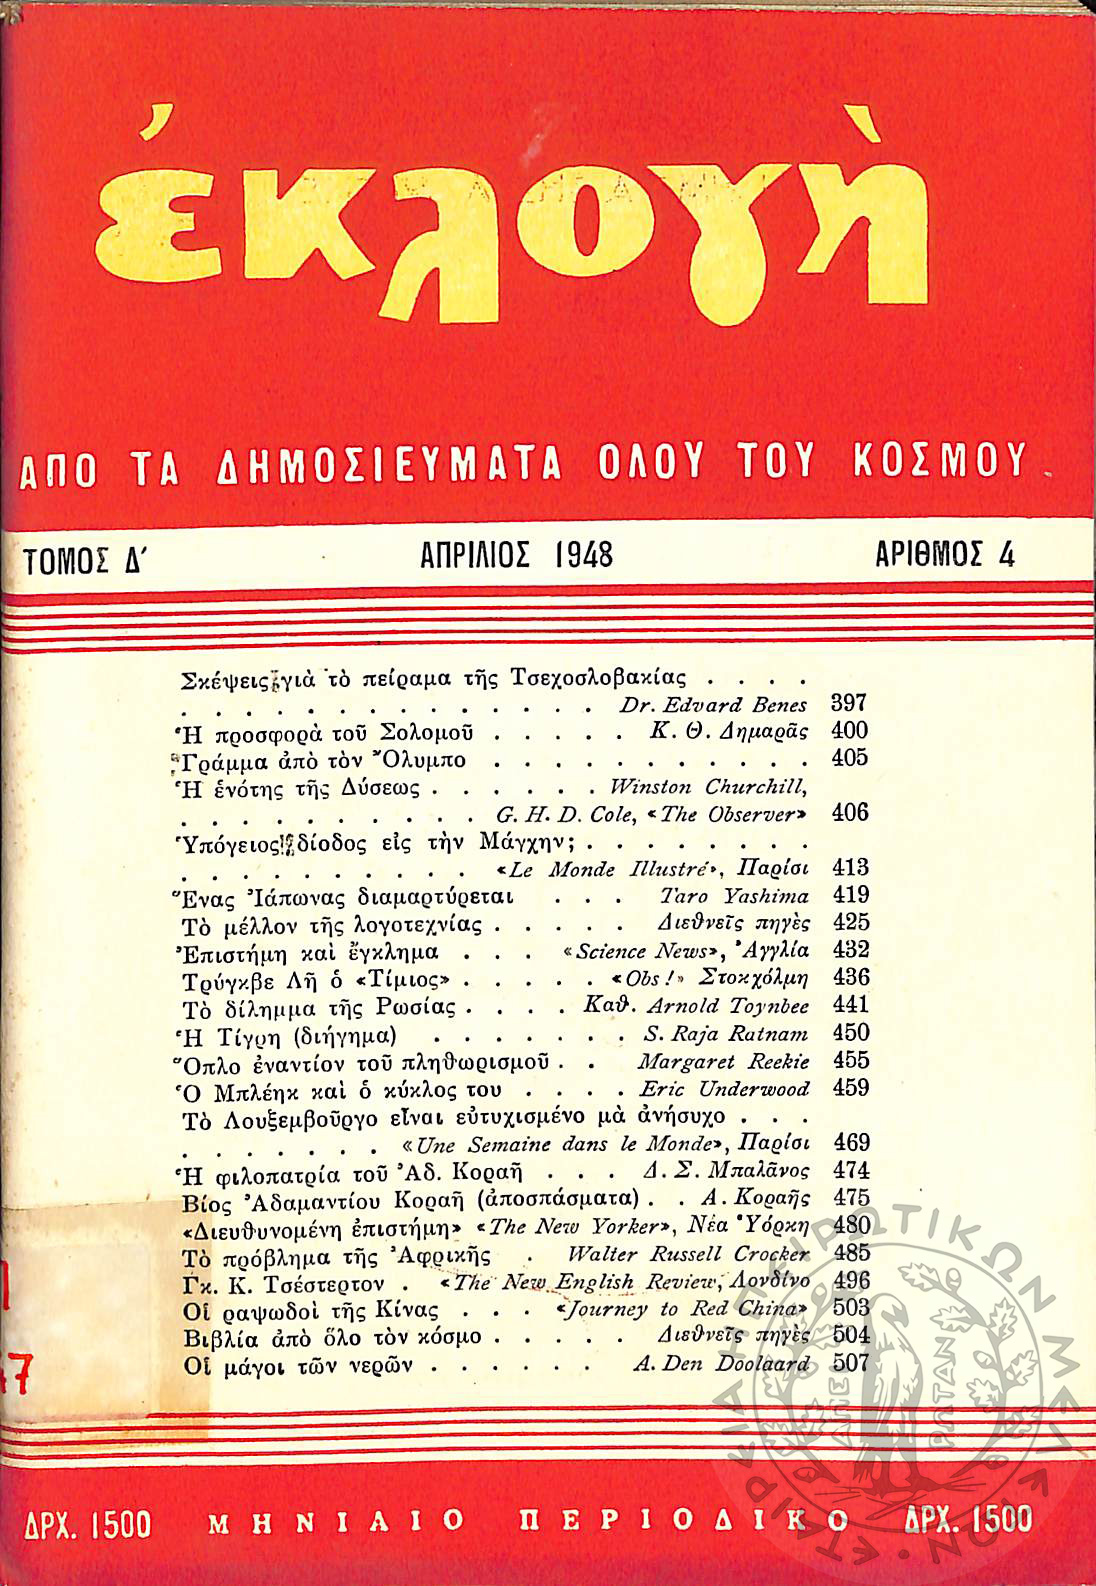 ἐκλογὴ
ΑΠΟ ΤΑ ΔΗΜΟΣΙΕΥΜΑΤΑ ΟΛΟΥ ΤΟΥ ΚΟΣΜΟΥ
ΤΟΜΟΣ Δ΄ ΑΠΡΙΛΙΟΣ 1948 ΑΡΙΘΜΟΣ 4
Σκέψεις γιὰ τὸ πείραμα τῆς Τσεχοσλοβακίας . . . .
. . . . . . . . . . . . . . Dr. Edvard Benes 397
Ἡ προσφορὰ τοῦ Σολομοῦ . . . . . Κ. Θ. Δημαρᾶς 400
Γράμμα ἀπὸ τὸν Ὄλυμπο . . . . . . . . . . . 405
Ἡ ἑνότης τῆς Δύσεως . . . . . . Winston Churchill,
. . . . . . . . . . G. H. D. Cole, «The Observer» 406
Ὑπόγειος δίοδος εἰς τὴν Μάγχην; . . . . . . . .
. . . . . . . . . . «Le Monde Illustré», Παρίσι 413
Ἕνας Ἰάπωνας διαμαρτύρεται . . . Taro Yashima 419
Τὸ μέλλον τῆς λογοτεχνίας . . . . . Διεθνεῖς πηγὲς 425
Ἐπιστήμη καὶ ἔγκλημα . . . «Science News», Ἀγγλία 432
Τρύγκβε Λῆ ὁ «Τίμιος» . . . . . «Obs!» Στοκχόλμη 436
Τὸ δίλημμα τῆς Ρωσίας . . . . Καθ. Arnold Toynbee 441
Ἡ Τίγρη (διήγημα) . . . . . . . S. Raja Ratnam 450
Ὅπλο ἐναντίον τοῦ πληθωρισμοῦ . . Margaret Reekie 455
Ὁ Μπλέηκ καὶ ὁ κύκλος του . . . . Eric Underwood 459
Τὸ Λουξεμβοῦργο εἶναι εὐτυχισμένο μὰ ἀνήσυχο . . .
. . . . . . . «Une Semaine dans le Monde», Παρίσι 469
Ἡ φιλοπατρία τοῦ Ἀδ. Κοραῆ . . . Δ. Σ. Μπαλᾶνος 474
Βίος Ἀδαμαντίου Κοραῆ (ἀποσπάσματα) . . Α. Κοραῆς 475
«Διευθυνομένη ἐπιστήμη» «The New Yorker», Νέα Ὑόρκη 480
Τὸ πρόβλημα τῆς Ἀφρικῆς . Walter Russell Crocker 485
Γκ. Κ. Τσέστερτον . «The New English Review, Λονδίνο 496
Οἱ ραψωδοὶ τῆς Κίνας . . . «Journey to Red China» 503
Βιβλία ἀπὸ ὅλο τὸν κόσμο . . . . . Διεθνεῖς πηγὲς 504
Οἱ μάγοι τῶν νερῶν . . . . . . A. Den Doolaard 507
7
ΔΡΧ. 1500 ΜΗΝΙΑΙΟ ΠΕΡΙΟΔΙΚΟ ΔΡΧ. 1500
ΕΤΑΙΡΕΙΑ ΗΠΕΙΡΩΤΙΚΩΝ ΜΕΛΕΤΩΝ
ΑΠΕΙ ΡΩΤΑΝ